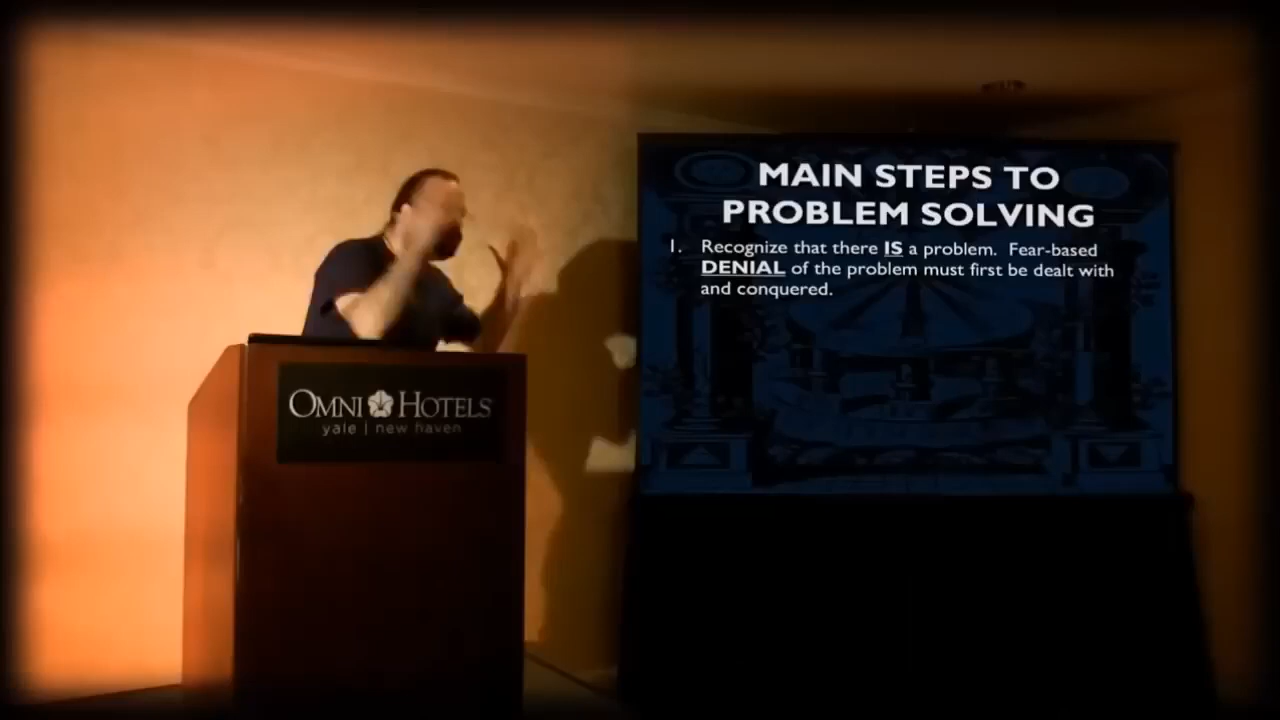 MAIN STEPS TO
PROBLEM SOLVING
1. Recognize that there IS a problem. Fear-based
DENIAL of the problem must first be dealt with
and conquered.
OMNI HOTELS
yale | new haven